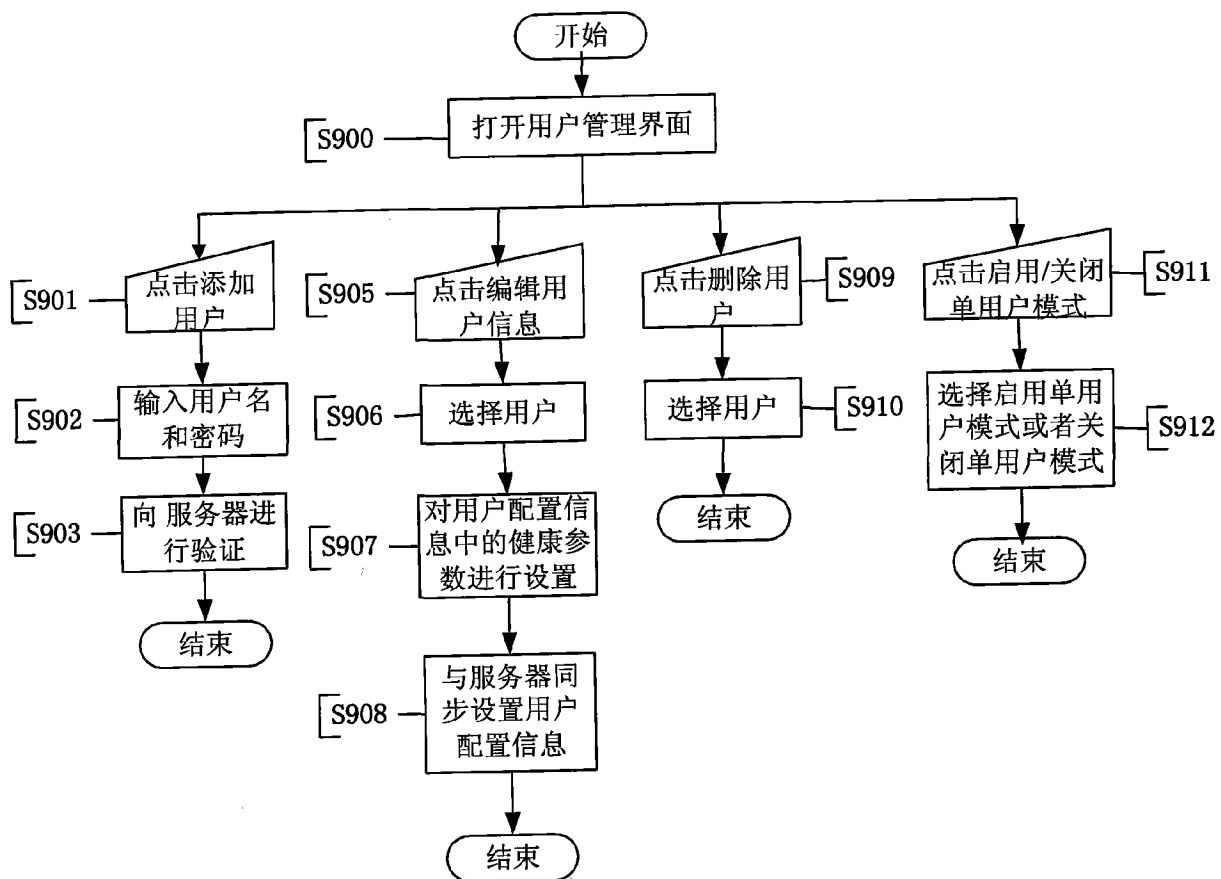 开始
S900
打开用户管理界面
S901
点击添加
用户
S902
输入用户名
和密码
S903
向 服务器进
行验证
结束
S905
点击编辑用
户信息
S906
选择用户
S907
对用户配置信
息中的健康参
数进行设置
S908
与服务器同
步设置用户
配置信息
结束
点击删除用
户
S909
选择用户
S910
结束
点击启用/关闭
单用户模式
S911
选择启用单用
户模式或者关
闭单用户模式
S912
结束